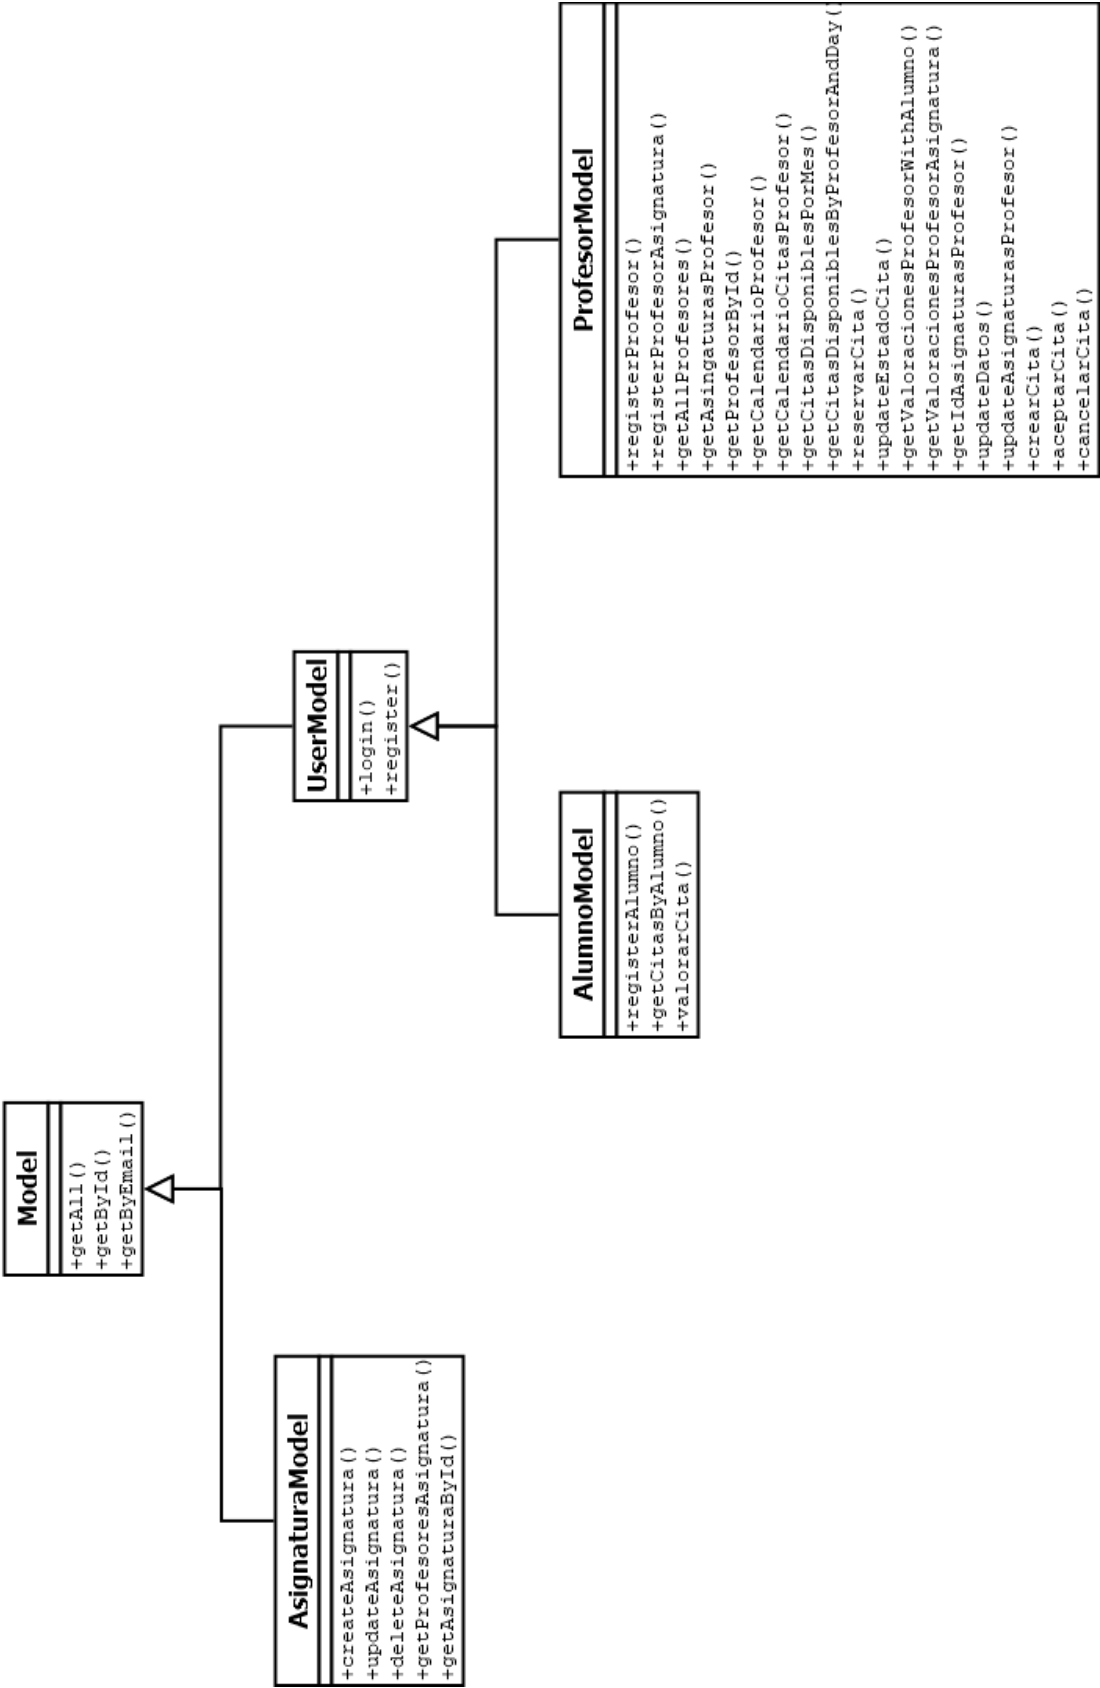 Model
+getAll()
+getById()
+getByEmail()
AsignaturaModel
+createAsignatura()
+updateAsignatura()
+deleteAsignatura()
+getProfesoresAsignatura()
+getAsignaturaById()
UserModel
+login()
+register()
AlumnoModel
+registerAlumno()
+getCitasByAlumno()
+valorarCita()
ProfesorModel
+registerProfesor()
+registerProfesorAsignatura()
+getAllProfesores()
+getAsingaturasProfesor()
+getProfesorById()
+getCalendarioProfesor()
+getCalendarioCitasProfesor()
+getCitasDisponiblesPorMes()
+getCitasDisponiblesByProfesorAndDay()
+reservarCita()
+updateEstadoCita()
+getValoracionesProfesorWithAlumno()
+getValoracionesProfesorAsignatura()
+getIdAsignaturasProfesor()
+updateDatos()
+updateAsignaturasProfesor()
+crearCita()
+aceptarCita()
+cancelarCita()